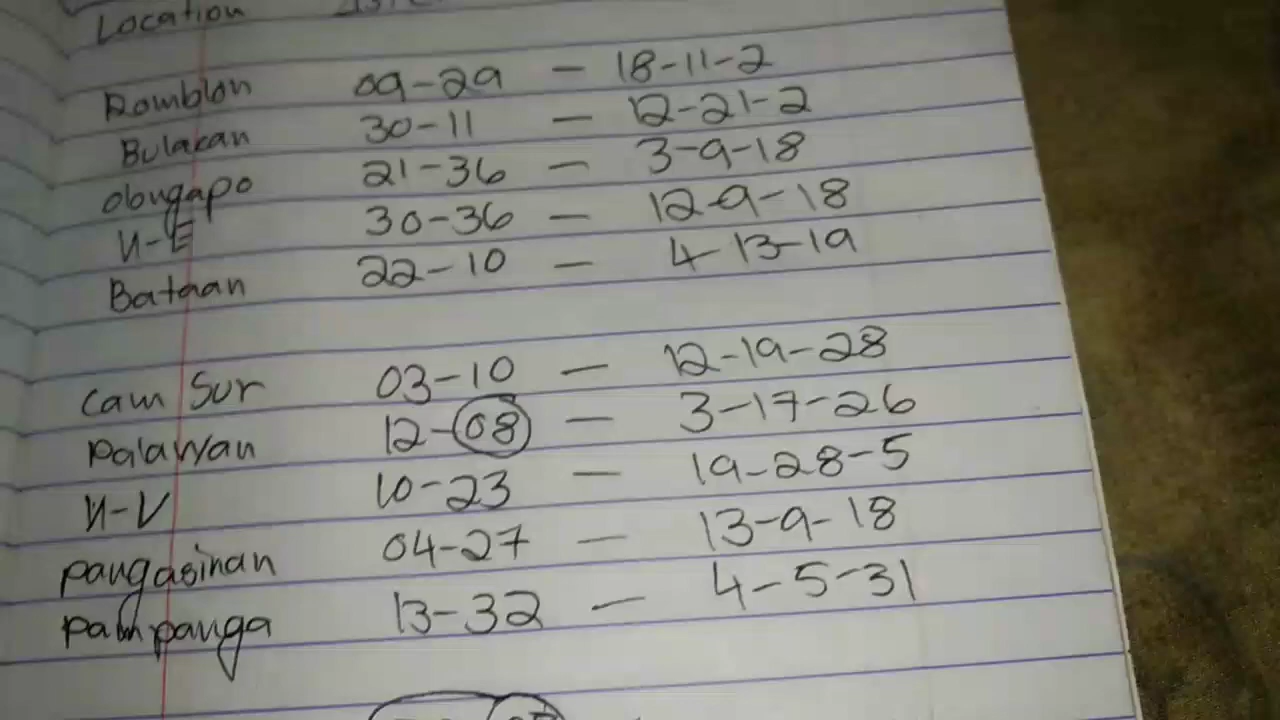 Location
Romblon 09-29 - 18-11-2
Bulacan 30-11 - 12-21-2
Olongapo 21-36 - 3-9-18
N-E 30-36 - 12-9-18
Bataan 22-10 - 4-13-19
Cam Sur 03-10 - 12-19-28
Palawan 12-08 - 3-17-26
N-V 10-23 - 19-28-5
pangasinan 04-27 - 13-9-18
pampanga 13-32 - 4-5-31